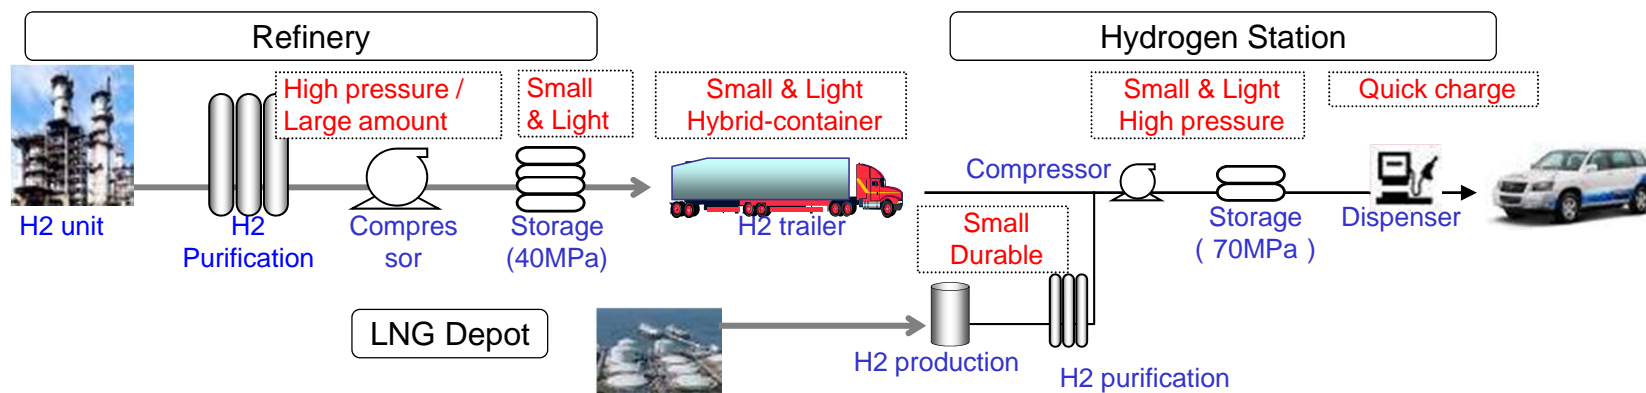 Refinery
Hydrogen Station
High pressure /
Large amount
Small
& Light
Small & Light
Hybrid-container
Small & Light
High pressure
Quick charge
H2 unit
H2
Purification
Compres
sor
Storage
(40MPa)
H2 trailer
Compressor
Storage
( 70MPa )
Dispenser
Small
Durable
LNG Depot
H2 production
H2 purification